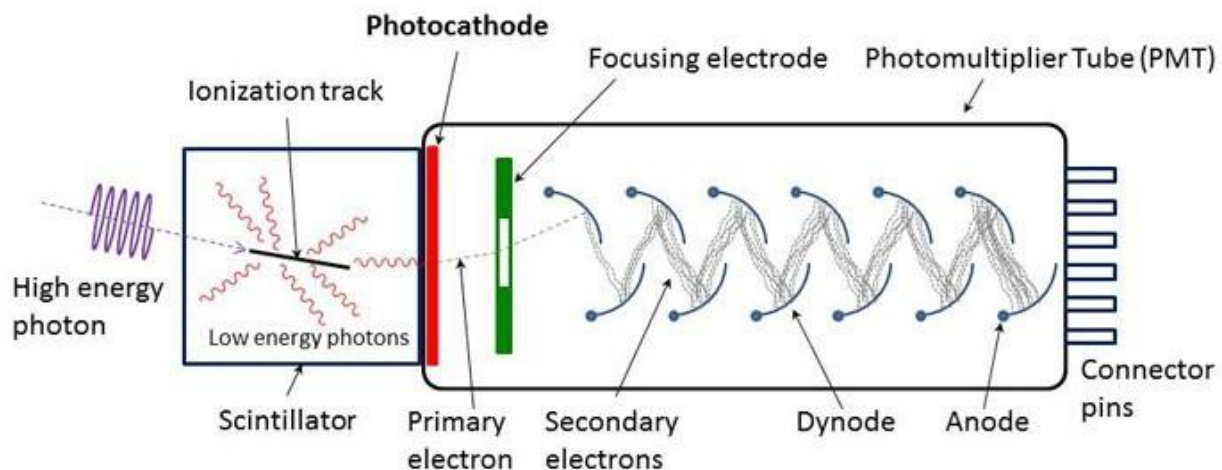 Photocathode
Focusing electrode
Photomultiplier Tube (PMT)
Ionization track
High energy
photon
Low energy photons
Scintillator
Primary
electron
Secondary
electrons
Dynode
Anode
Connector
pins